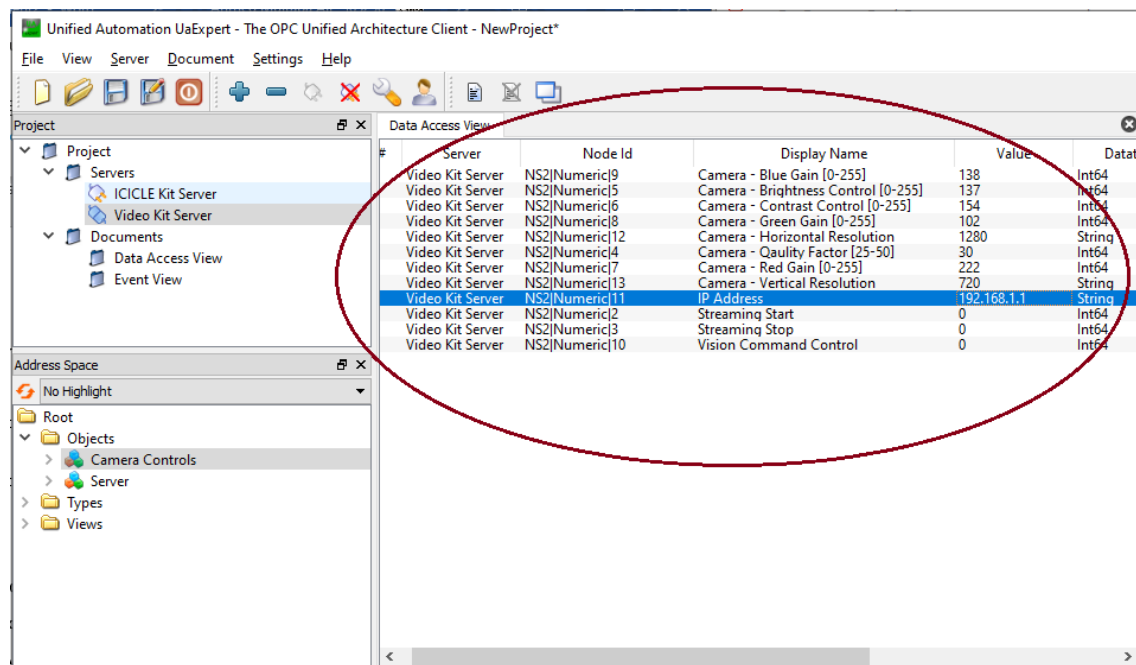 Unified Automation UaExpert - The OPC Unified Architecture Client - NewProject*
File View Server Document Settings Help
Project
Project
Servers
ICICLE Kit Server
Video Kit Server
Documents
Data Access View
Event View
Address Space
No Highlight
Root
Objects
Camera Controls
Server
Types
Views
Data Access View
# Server Node Id Display Name Value Datat
Video Kit Server NS2|Numeric|9 Camera - Blue Gain [0-255] 138 Int64
Video Kit Server NS2|Numeric|5 Camera - Brightness Control [0-255] 137 Int64
Video Kit Server NS2|Numeric|6 Camera - Contrast Control [0-255] 154 Int64
Video Kit Server NS2|Numeric|8 Camera - Green Gain [0-255] 102 Int64
Video Kit Server NS2|Numeric|12 Camera - Horizontal Resolution 1280 String
Video Kit Server NS2|Numeric|4 Camera - Qaulity Factor [25-50] 30 Int64
Video Kit Server NS2|Numeric|7 Camera - Red Gain [0-255] 222 Int64
Video Kit Server NS2|Numeric|13 Camera - Vertical Resolution 720 String
Video Kit Server NS2|Numeric|11 IP Address 192.168.1.1 String
Video Kit Server NS2|Numeric|2 Streaming Start 0 Int64
Video Kit Server NS2|Numeric|3 Streaming Stop 0 Int64
Video Kit Server NS2|Numeric|10 Vision Command Control 0 Int64